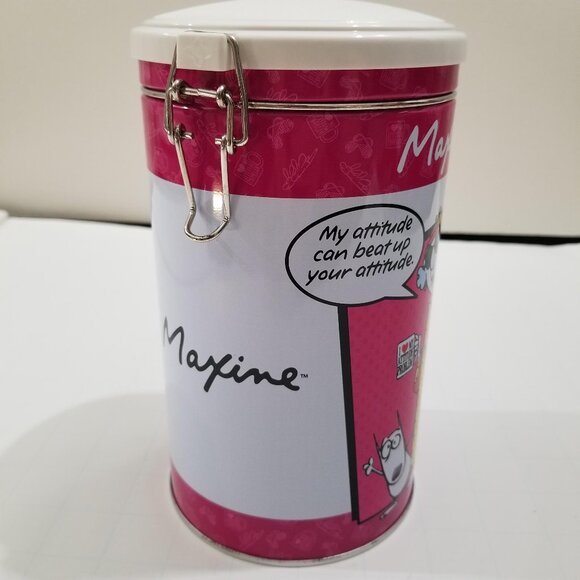 Max
My attitude
can beat up
your attitude.
Maxine™